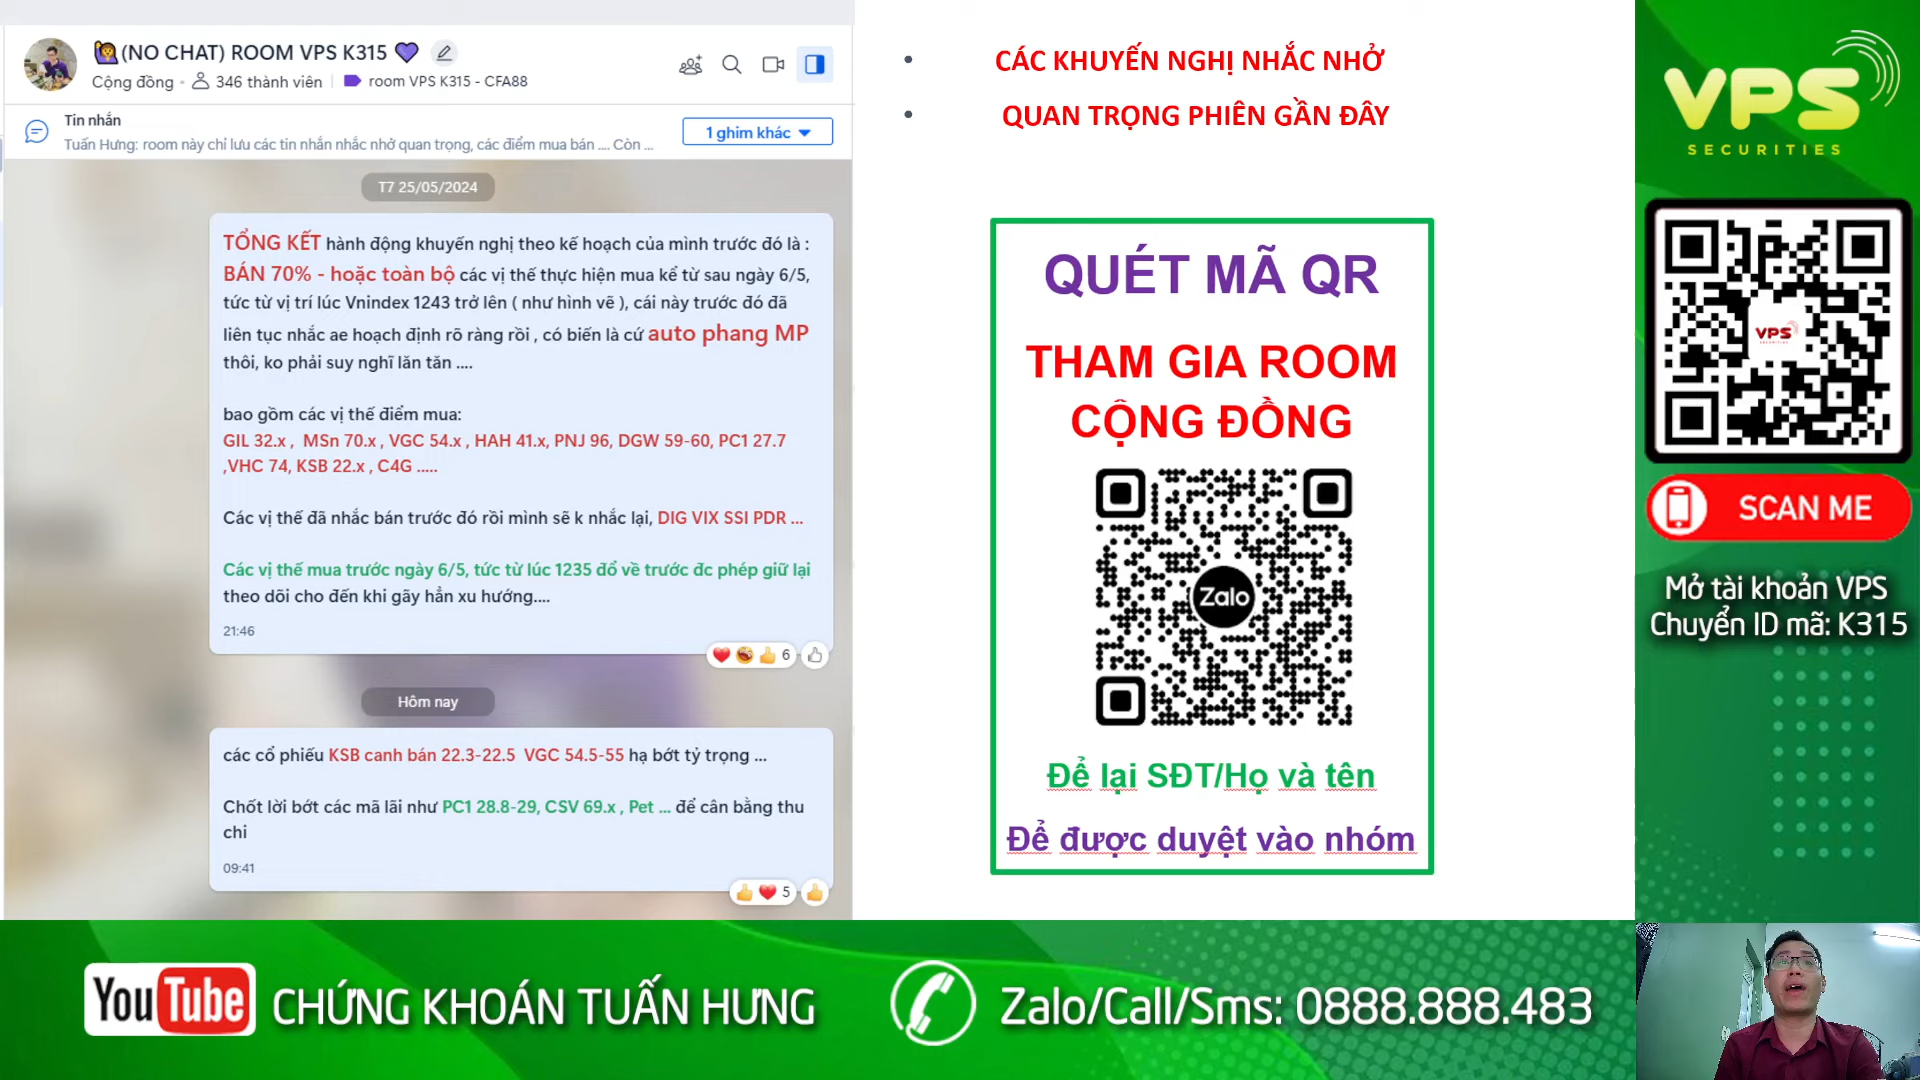 (NO CHAT) ROOM VPS K315
Cộng đồng
346 thành viên
room VPS K315 - CFA88
Tin nhắn
Tuấn Hưng: room này chỉ lưu các tin nhắn nhắc nhở quan trọng, các điểm mua bán .... Còn ...
1 ghim khác
T7 25/05/2024
TỔNG KẾT hành động khuyến nghị theo kế hoạch của mình trước đó là :
BÁN 70% - hoặc toàn bộ các vị thế thực hiện mua kể từ sau ngày 6/5,
tức từ vị trí lúc Vnindex 1243 trở lên ( như hình vẽ ), cái này trước đó đã
liên tục nhắc ae hoạch định rõ ràng rồi , có biến là cứ auto phang MP
thôi, ko phải suy nghĩ lăn tăn ....
bao gồm các vị thế điểm mua:
GIL 32.x , MSn 70.x , VGC 54.x , HAH 41.x, PNJ 96, DGW 59-60, PC1 27.7
,VHC 74, KSB 22.x , C4G .....
Các vị thế đã nhắc bán trước đó rồi mình sẽ k nhắc lại, DIG VIX SSI PDR ...
Các vị thế mua trước ngày 6/5, tức từ lúc 1235 đổ về trước đc phép giữ lại
theo dõi cho đến khi gãy hẳn xu hướng....
21:46
6
Hôm nay
các cổ phiếu KSB canh bán 22.3-22.5 VGC 54.5-55 hạ bớt tỷ trọng ...
Chốt lời bớt các mã lãi như PC1 28.8-29, CSV 69.x , Pet ... để cân bằng thu
chi
09:41
5
• CÁC KHUYẾN NGHỊ NHẮC NHỞ
• QUAN TRỌNG PHIÊN GẦN ĐÂY
QUÉT MÃ QR
THAM GIA ROOM
CỘNG ĐỒNG
Zalo
Để lại SĐT/Họ và tên
Để được duyệt vào nhóm
VPS
SECURITIES
VPS
SECURITIES
SCAN ME
Mở tài khoản VPS
Chuyển ID mã: K315
YouTube
CHỨNG KHOÁN TUẤN HƯNG
Zalo/Call/Sms: 0888.888.483